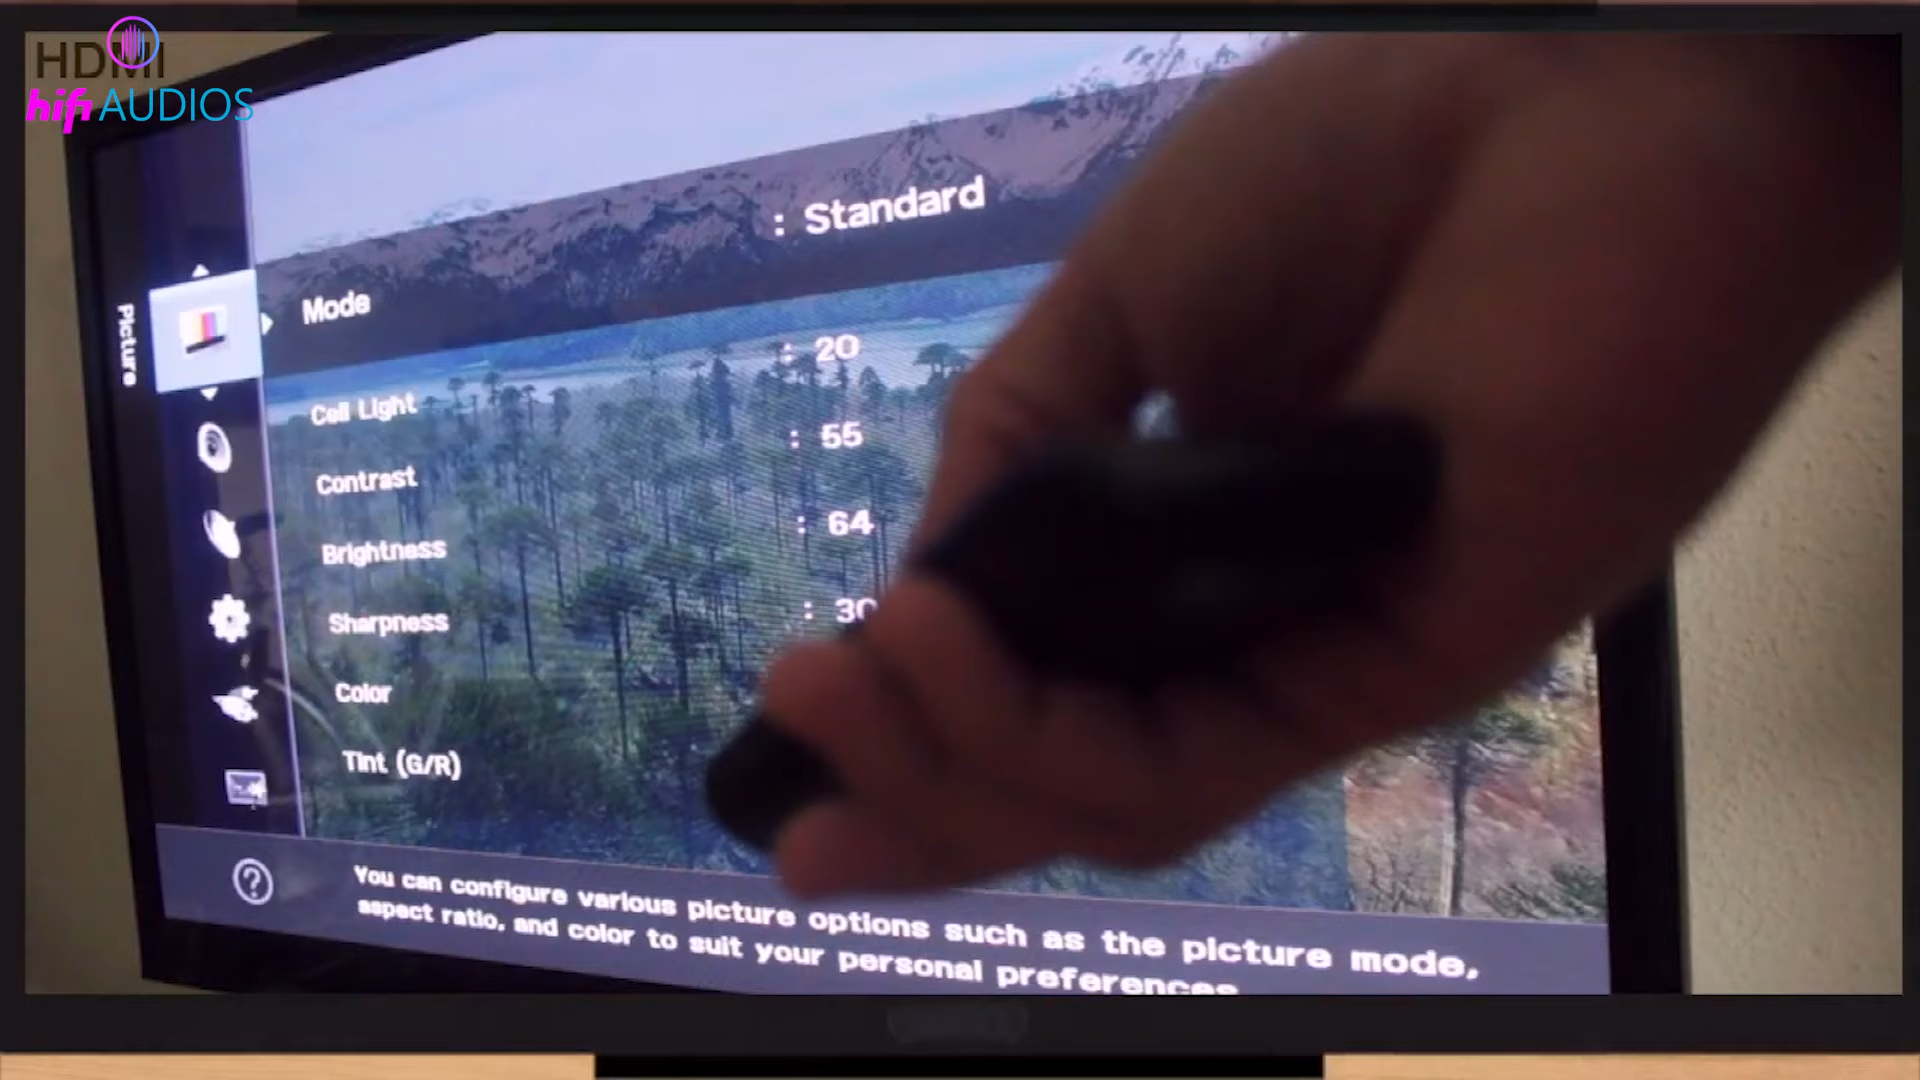 HDMI
hifi AUDIOS
Picture
Mode : Standard
Cell Light : 20
Contrast : 55
Brightness : 64
Sharpness : 30
Color
Tint (G/R)
You can configure various picture options such as the picture mode,
aspect ratio, and color to suit your personal preferences.